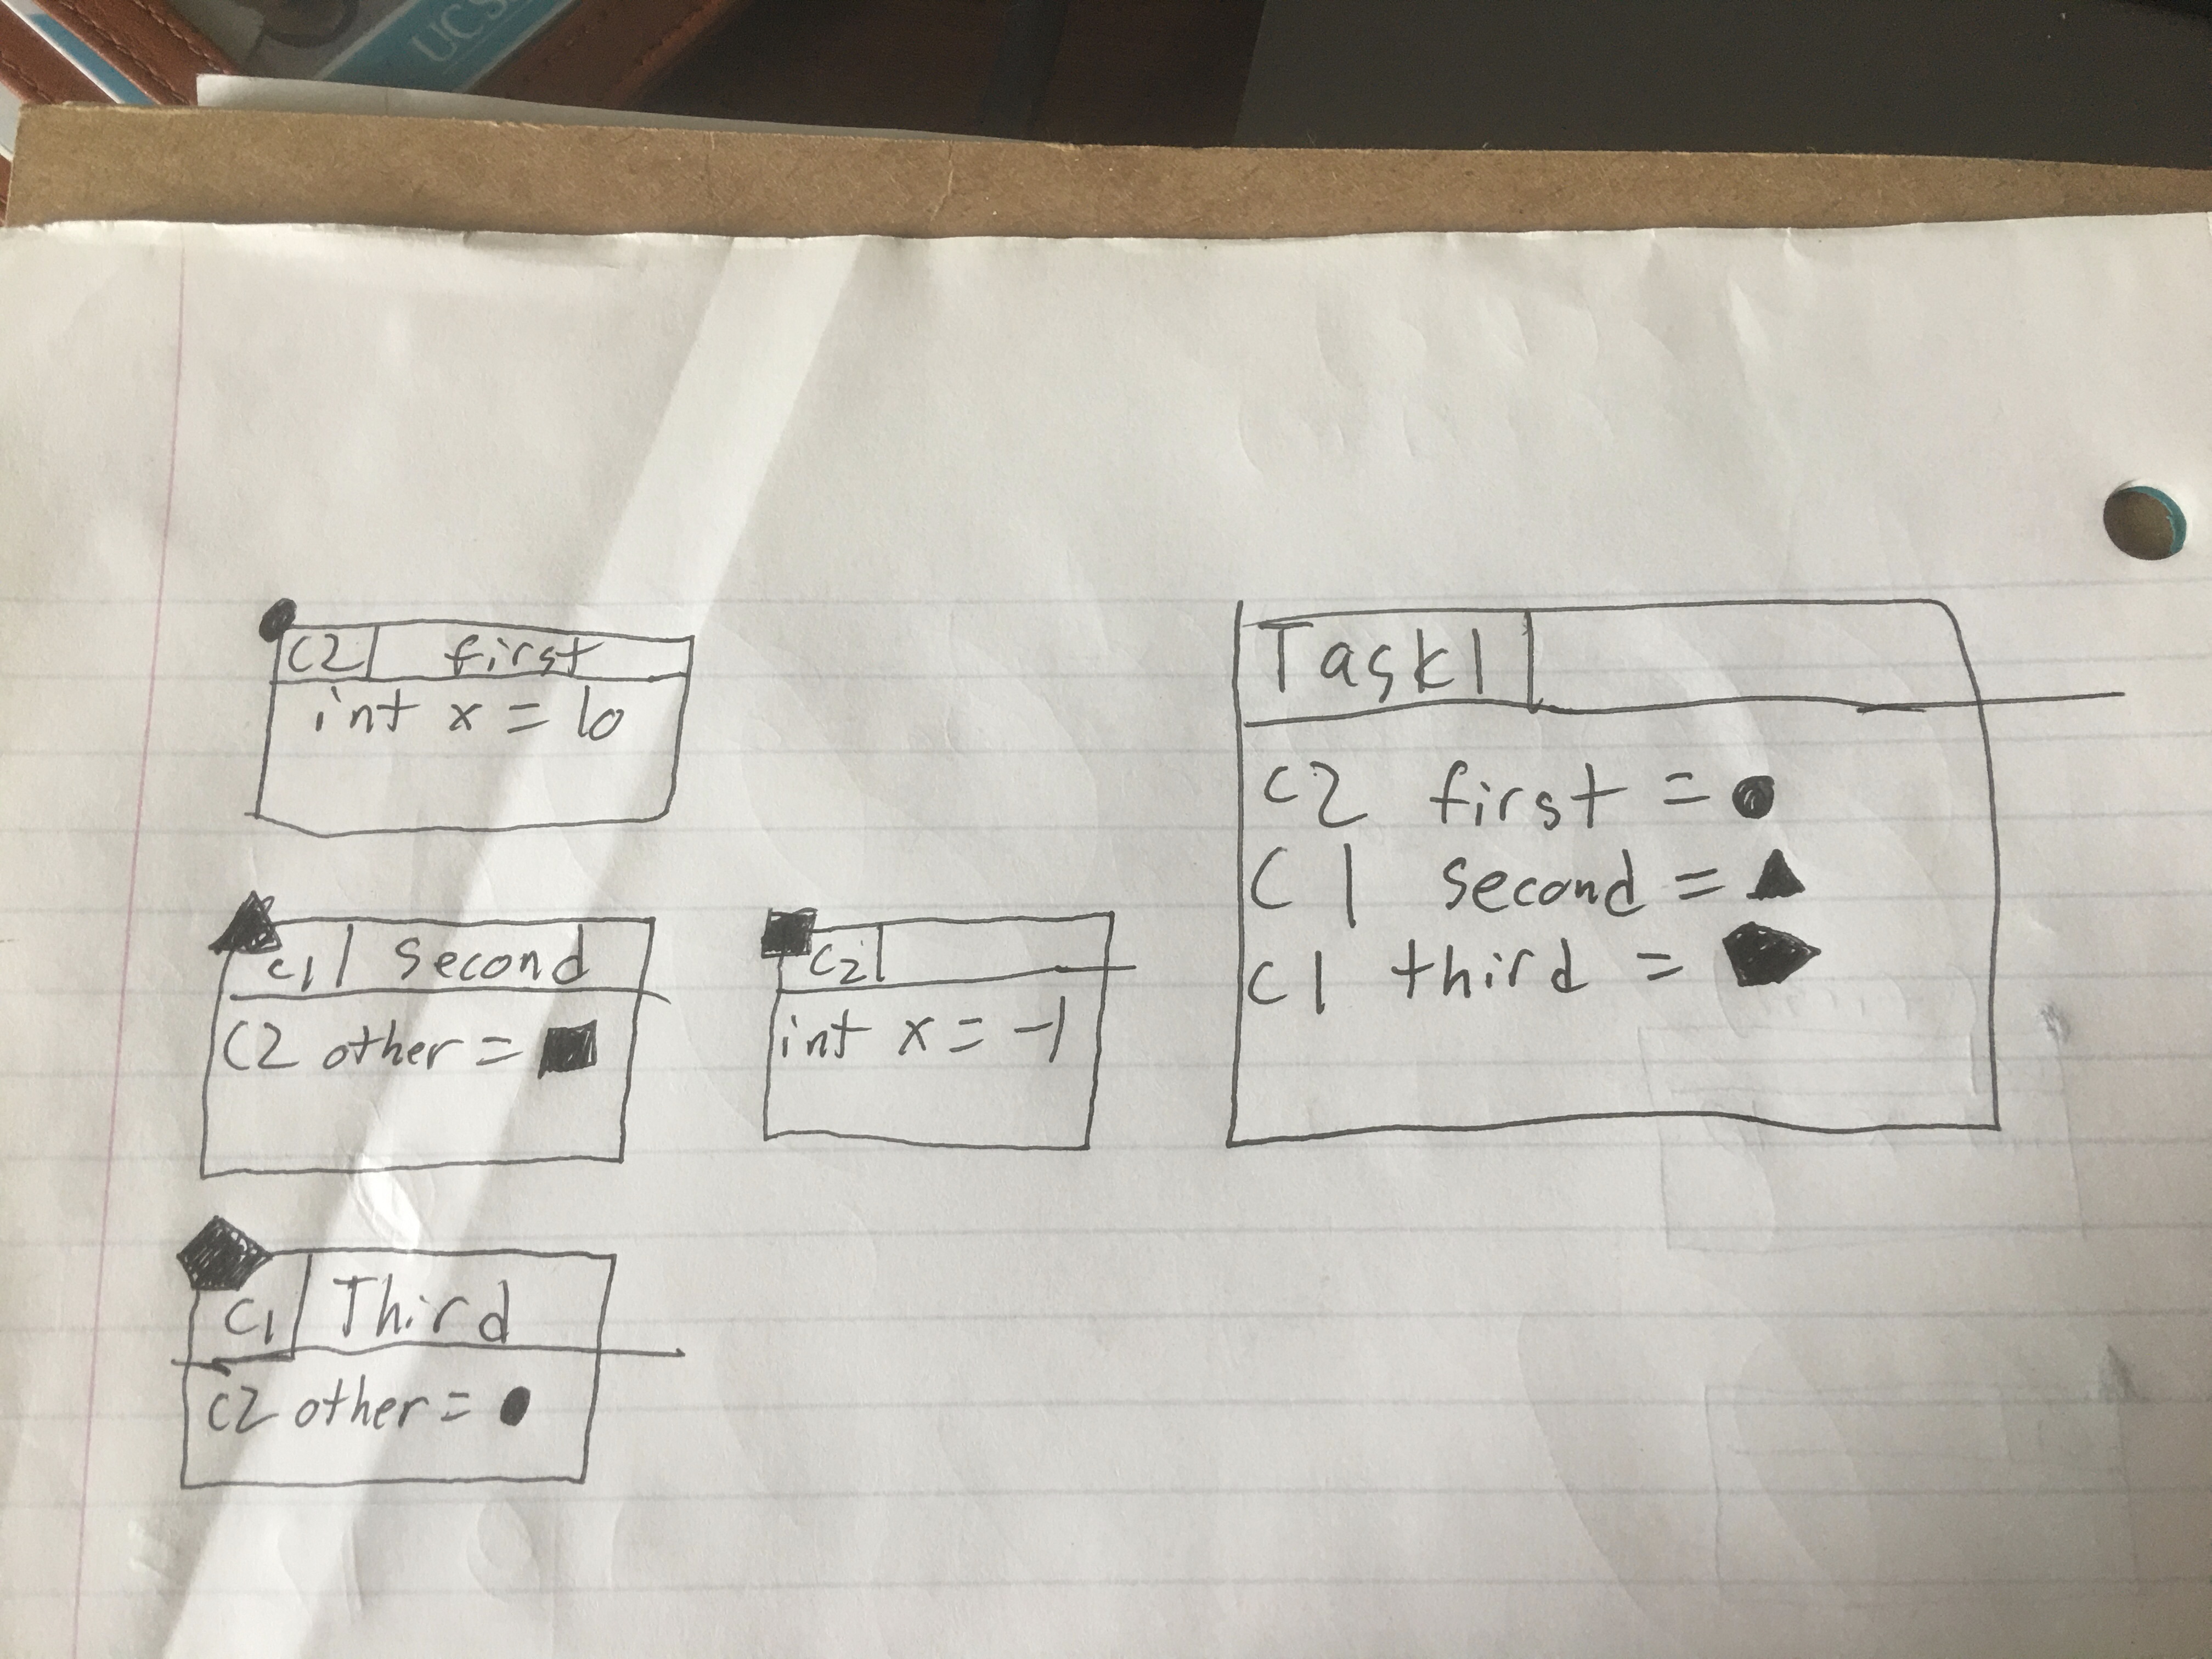 UCS
C2 first
int x = 10
C1 second
C2 other = ■
C2
int x = -1
C1 Third
C2 other = ●
Task1
C2 first = ●
C1 second = ▲
C1 third = ⬟